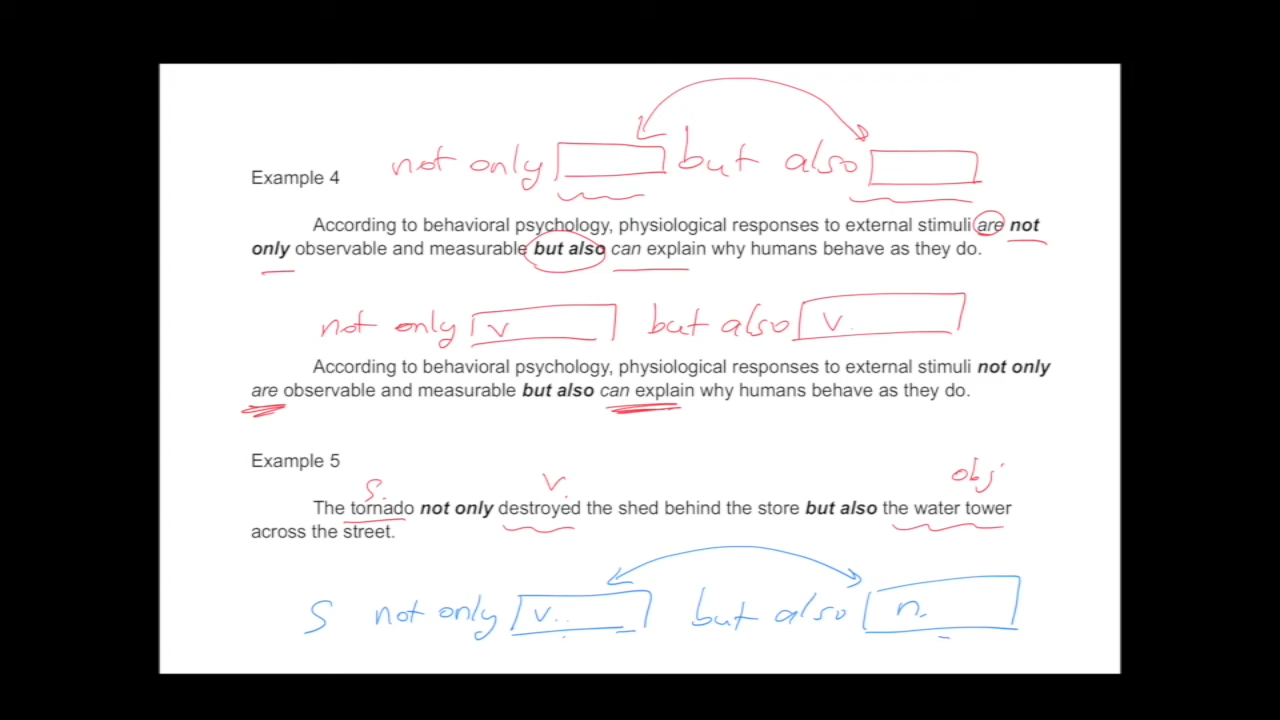 not only but also
Example 4
According to behavioral psychology, physiological responses to external stimuli are not
only observable and measurable but also can explain why humans behave as they do.
not only v but also v.
According to behavioral psychology, physiological responses to external stimuli not only
are observable and measurable but also can explain why humans behave as they do.
Example 5
S. v. obj
The tornado not only destroyed the shed behind the store but also the water tower
across the street.
S not only v.. but also n.